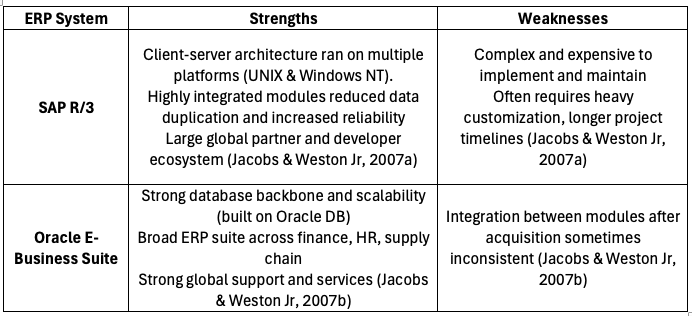 ERP System
Strengths
Weaknesses
SAP R/3
Client-server architecture ran on multiple
platforms (UNIX & Windows NT).
Highly integrated modules reduced data
duplication and increased reliability
Large global partner and developer
ecosystem (Jacobs & Weston Jr, 2007a)
Complex and expensive to
implement and maintain
Often requires heavy
customization, longer project
timelines (Jacobs & Weston Jr,
2007a)
Oracle E-
Business Suite
Strong database backbone and scalability
(built on Oracle DB)
Broad ERP suite across finance, HR, supply
chain
Strong global support and services (Jacobs
& Weston Jr, 2007b)
Integration between modules after
acquisition sometimes
inconsistent (Jacobs & Weston Jr,
2007b)